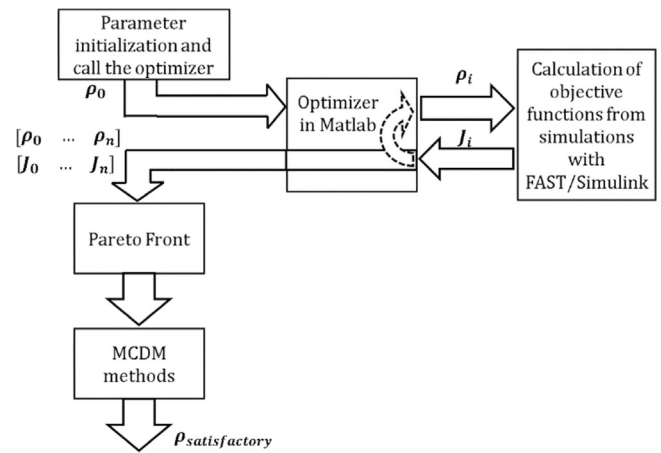 Parameter
initialization and
call the optimizer
ρ₀
Optimizer
in Matlab
ρᵢ
Jᵢ
Calculation of
objective
functions from
simulations
with
FAST/Simulink
[ρ₀ … ρₙ]
[J₀ … Jₙ]
Pareto Front
MCDM
methods
ρ_satisfactory